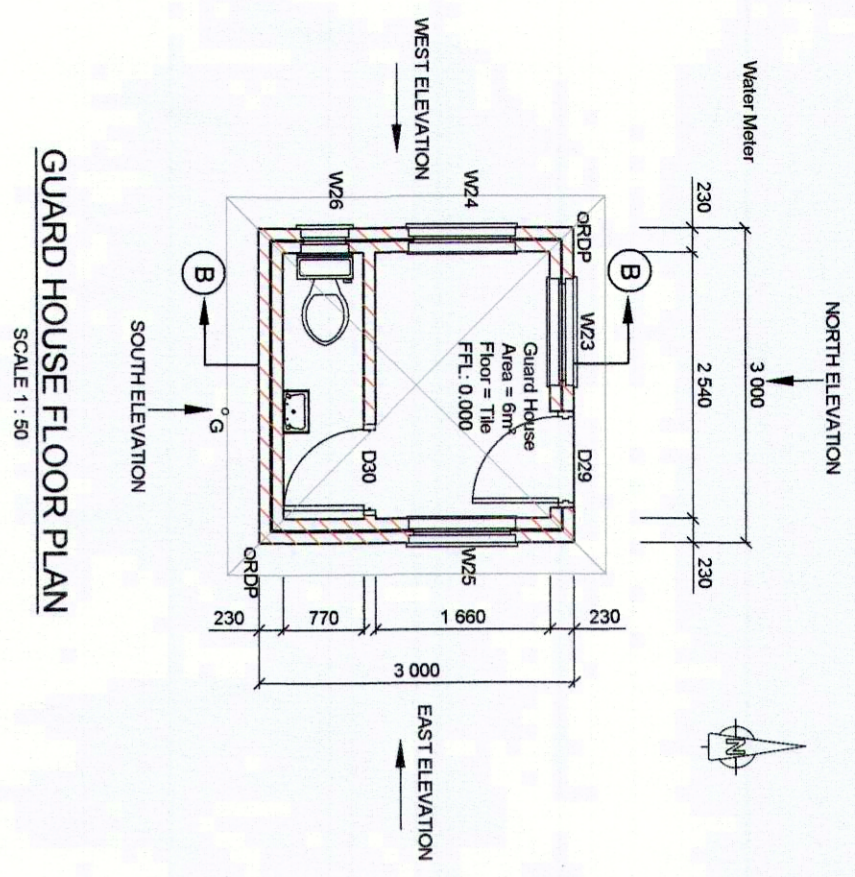 Water Meter
NORTH ELEVATION
3 000
230
2 540
230
WEST ELEVATION
ORDP
B
W23
D29
W24
Guard House
Area = 6m²
Floor = Tile
FFL: 0.000
W25
W26
D30
ORDP
B
G
SOUTH ELEVATION
230
770
1 660
230
3 000
EAST ELEVATION
N
GUARD HOUSE FLOOR PLAN
SCALE 1 : 50